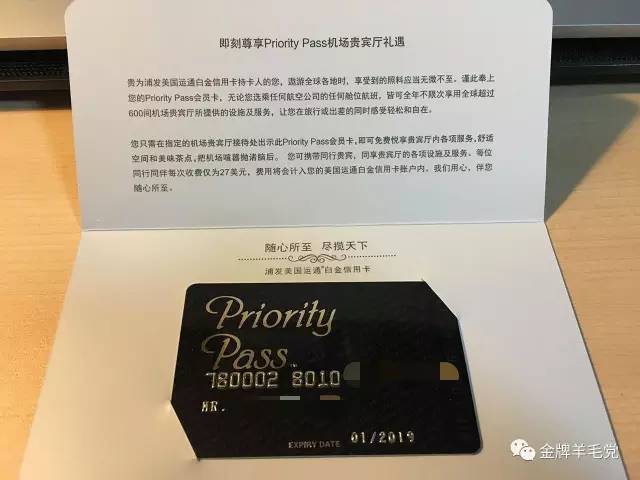 即刻尊享Priority Pass机场贵宾厅礼遇
贵为浦发美国运通白金信用卡持卡人的您，遨游全球各地时，享受到的照料应当无微不至。谨此奉上
您的Priority Pass会员卡，无论您选乘任何航空公司的任何舱位航班，皆可全年不限次享用全球超过
600间机场贵宾厅所提供的设施及服务，让您在旅行或出差的同时感受轻松和自在。
您只需在指定的机场贵宾厅接待处出示此Priority Pass会员卡，即可免费悦享贵宾厅内各项服务，舒适
空间和美味茶点，把机场喧嚣抛诸脑后。 您可携带同行贵宾，同享贵宾厅的各项设施及服务。每位
同行同伴每次收费仅为27美元，费用将会计入您的美国运通白金信用卡账户内。我们用心，伴您
随心所至。
随心所至 尽揽天下
浦发美国运通®白金信用卡
Priority
Pass™
780002 8010
MR.
EXPIRY DATE 01/2019
金牌羊毛党